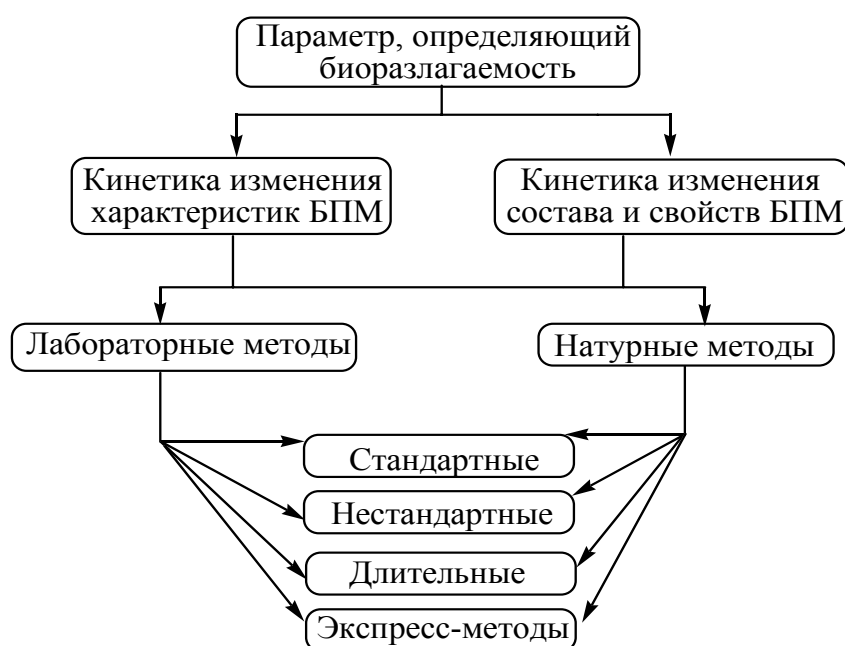 Параметр, определяющий
биоразлагаемость
Кинетика изменения
характеристик БПМ
Кинетика изменения
состава и свойств БПМ
Лабораторные методы
Натурные методы
Стандартные
Нестандартные
Длительные
Экспресс-методы